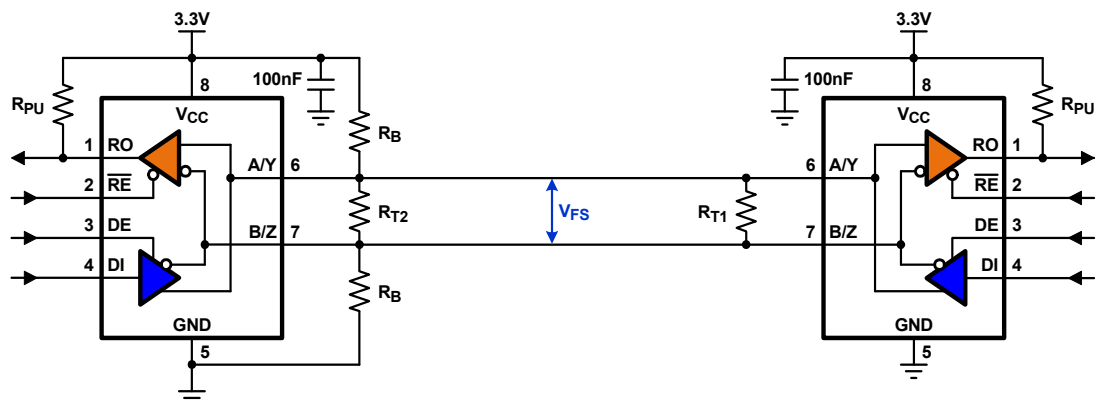 3.3V
3.3V
100nF
100nF
8
8
RPU
RPU
VCC
VCC
RB
1 RO
RO 1
A/Y 6
6 A/Y
2 RE
RE 2
RT2
VFS
RT1
3 DE
DE 3
B/Z 7
7 B/Z
4 DI
DI 4
RB
GND
GND
5
5